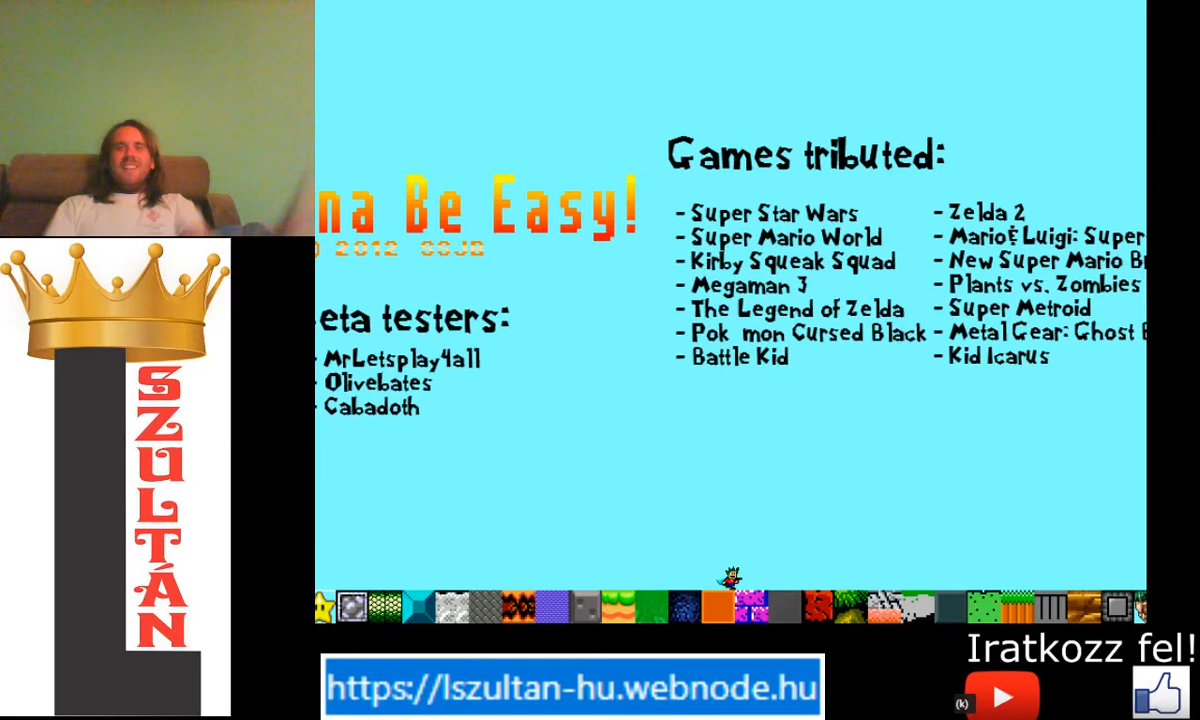 Games tributed:
nna Be Easy!
) 2012 SSJB
- Super Star Wars
- Super Mario World
- Kirby Squeak Squad
- Megaman 3
- The Legend of Zelda
- Pok mon Cursed Black
- Battle Kid
- Zelda 2
- Mario & Luigi: Super
- New Super Mario Br
- Plants vs. Zombies
- Super Metroid
- Metal Gear: Ghost B
- Kid Icarus
eta testers:
- MrLetsplay4all
- Olivebates
- Cabadoth
L SZULTÁN
https://lszultan-hu.webnode.hu
Iratkozz fel!
(k)